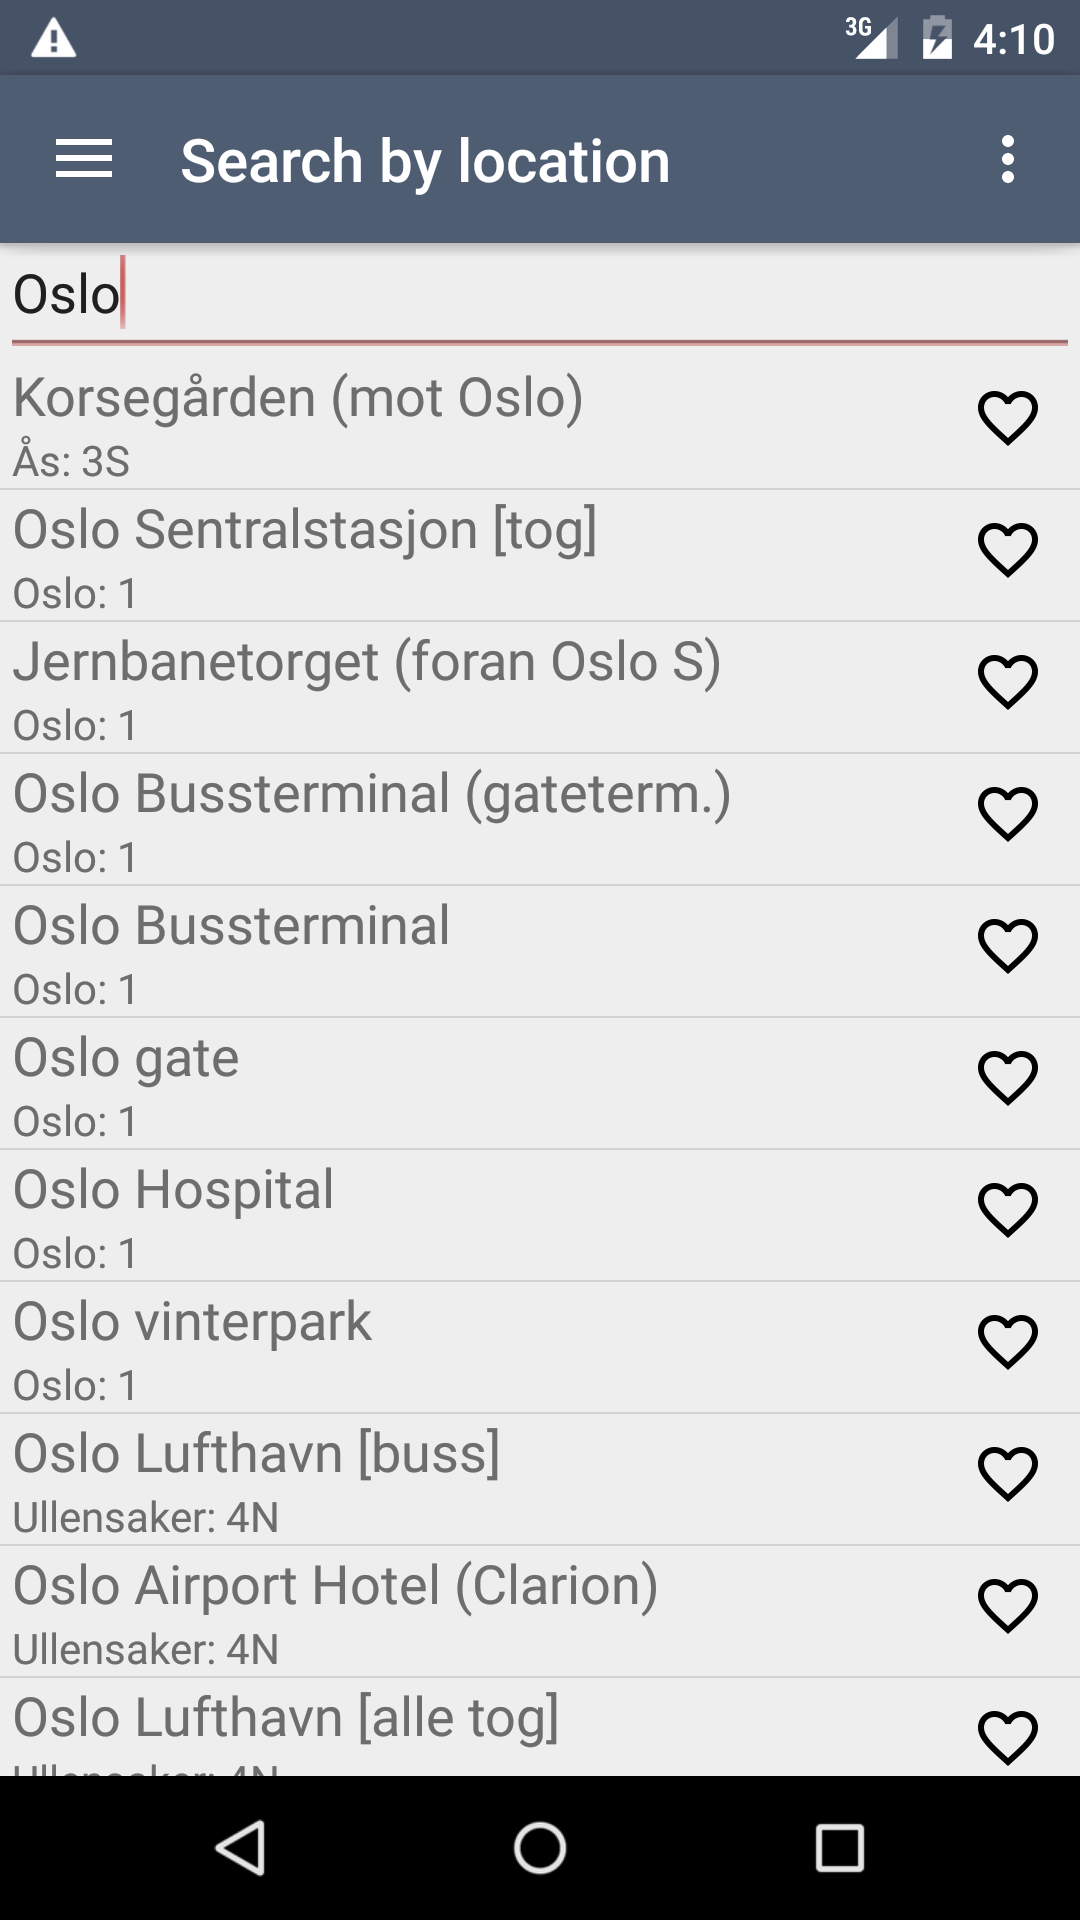 3G 4:10
Search by location
Oslo
Korsegården (mot Oslo)
Ås: 3S
Oslo Sentralstasjon [tog]
Oslo: 1
Jernbanetorget (foran Oslo S)
Oslo: 1
Oslo Bussterminal (gateterm.)
Oslo: 1
Oslo Bussterminal
Oslo: 1
Oslo gate
Oslo: 1
Oslo Hospital
Oslo: 1
Oslo vinterpark
Oslo: 1
Oslo Lufthavn [buss]
Ullensaker: 4N
Oslo Airport Hotel (Clarion)
Ullensaker: 4N
Oslo Lufthavn [alle tog]
Ullensaker: 4N